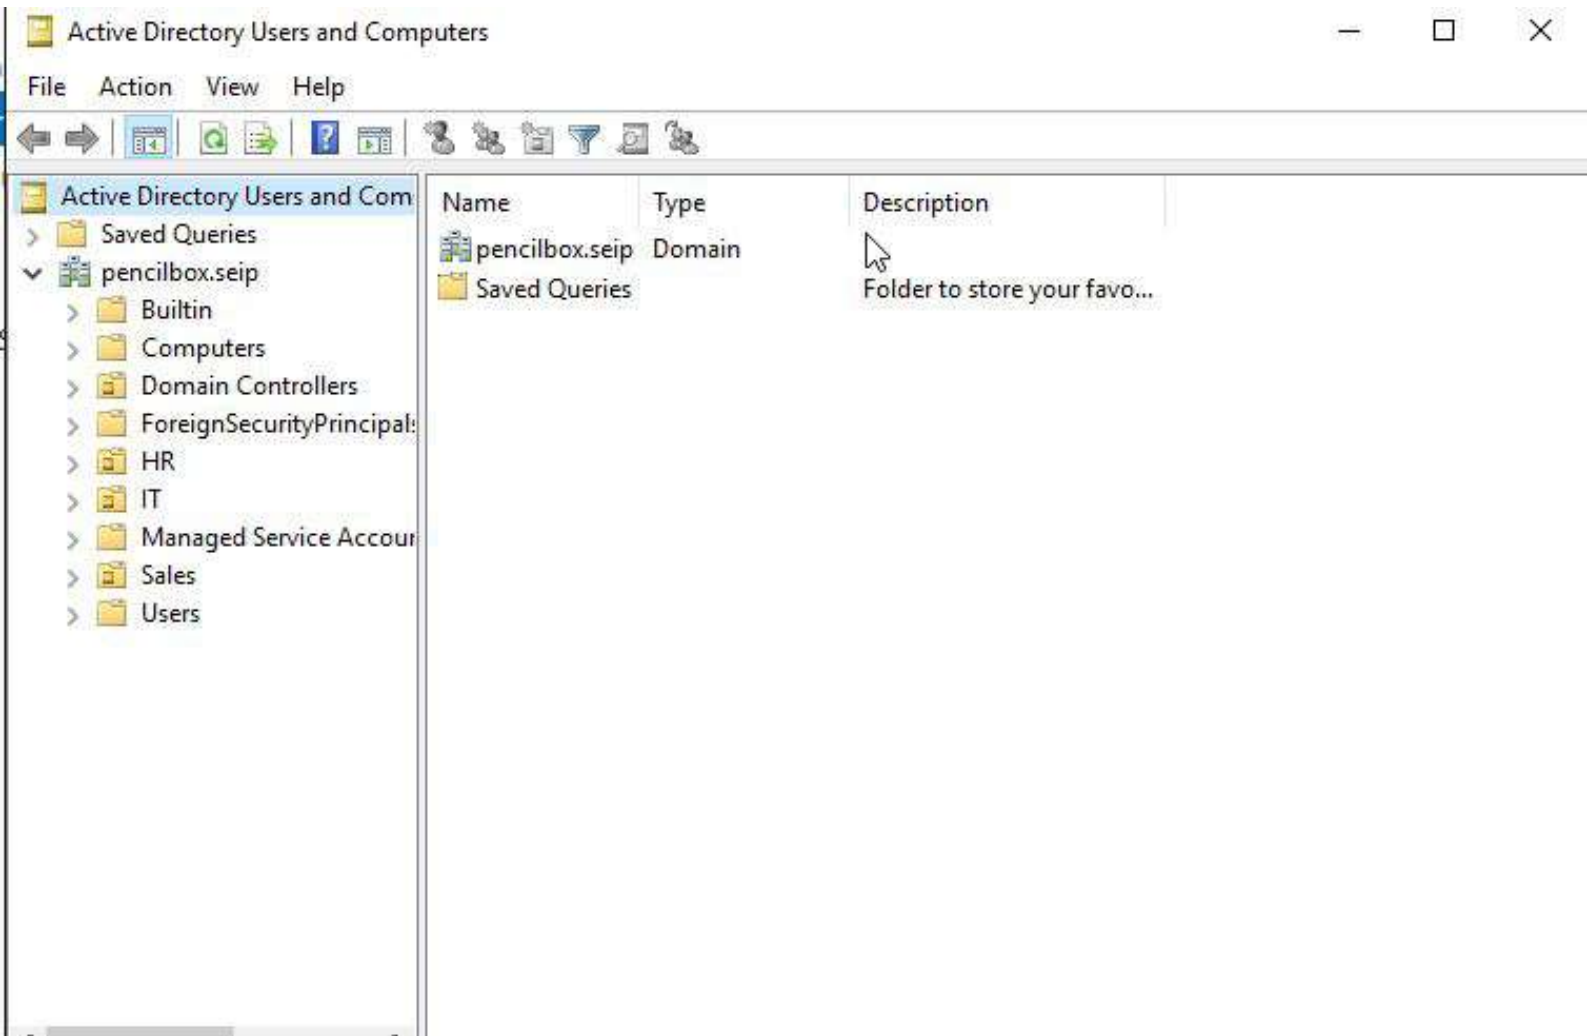 Active Directory Users and Computers
File Action View Help
Active Directory Users and Com
Saved Queries
pencilbox.seip
Builtin
Computers
Domain Controllers
ForeignSecurityPrincipals
HR
IT
Managed Service Accoun
Sales
Users
Name Type Description
pencilbox.seip Domain
Saved Queries Folder to store your favo...